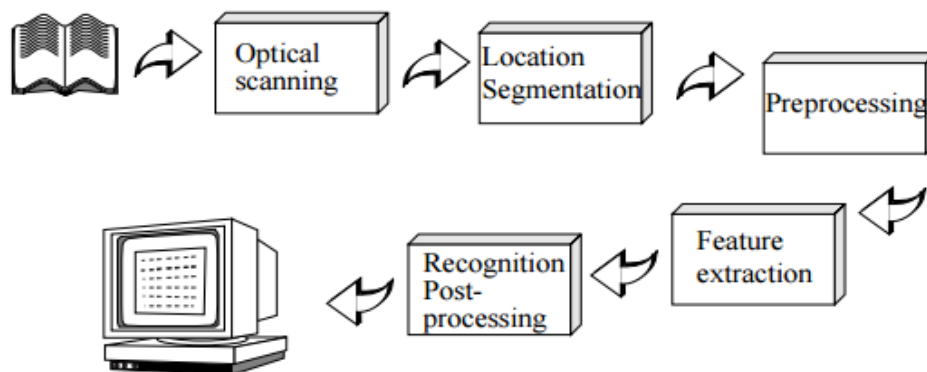 Optical
scanning
Location
Segmentation
Preprocessing
Feature
extraction
Recognition
Post-
processing